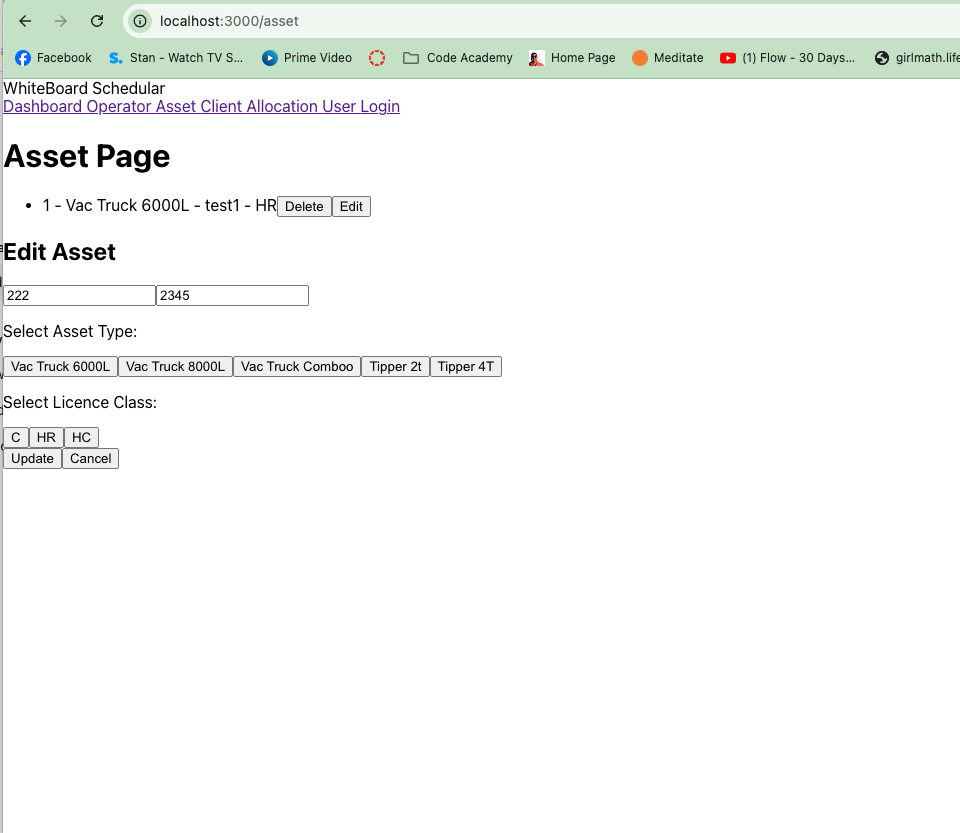 localhost:3000/asset
Facebook Stan - Watch TV S... Prime Video Code Academy Home Page Meditate (1) Flow - 30 Days... girlmath.life
WhiteBoard Schedular
Dashboard Operator Asset Client Allocation User Login
Asset Page
• 1 - Vac Truck 6000L - test1 - HR Delete Edit
Edit Asset
222 2345
Select Asset Type:
Vac Truck 6000L Vac Truck 8000L Vac Truck Comboo Tipper 2t Tipper 4T
Select Licence Class:
C HR HC
Update Cancel